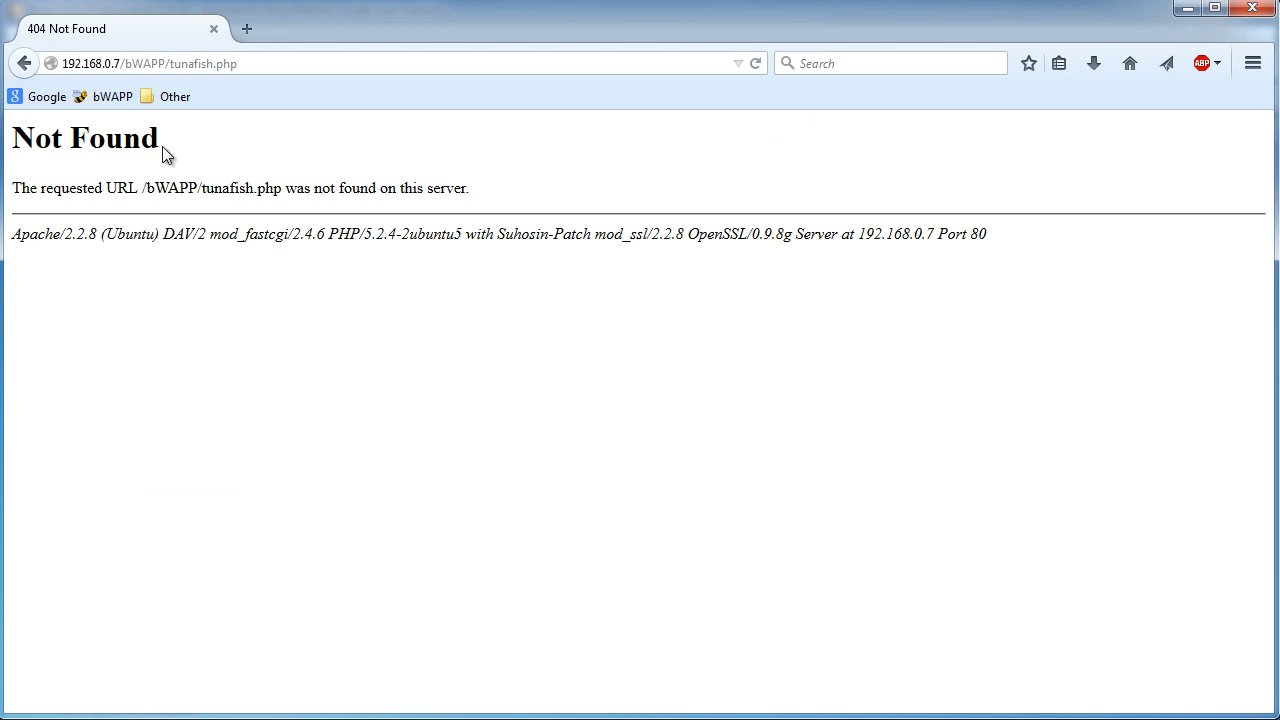 404 Not Found
192.168.0.7/bWAPP/tunafish.php
Search
ABP
8 Google bWAPP Other
Not Found
The requested URL /bWAPP/tunafish.php was not found on this server.
Apache/2.2.8 (Ubuntu) DAV/2 mod_fastcgi/2.4.6 PHP/5.2.4-2ubuntu5 with Suhosin-Patch mod_ssl/2.2.8 OpenSSL/0.9.8g Server at 192.168.0.7 Port 80